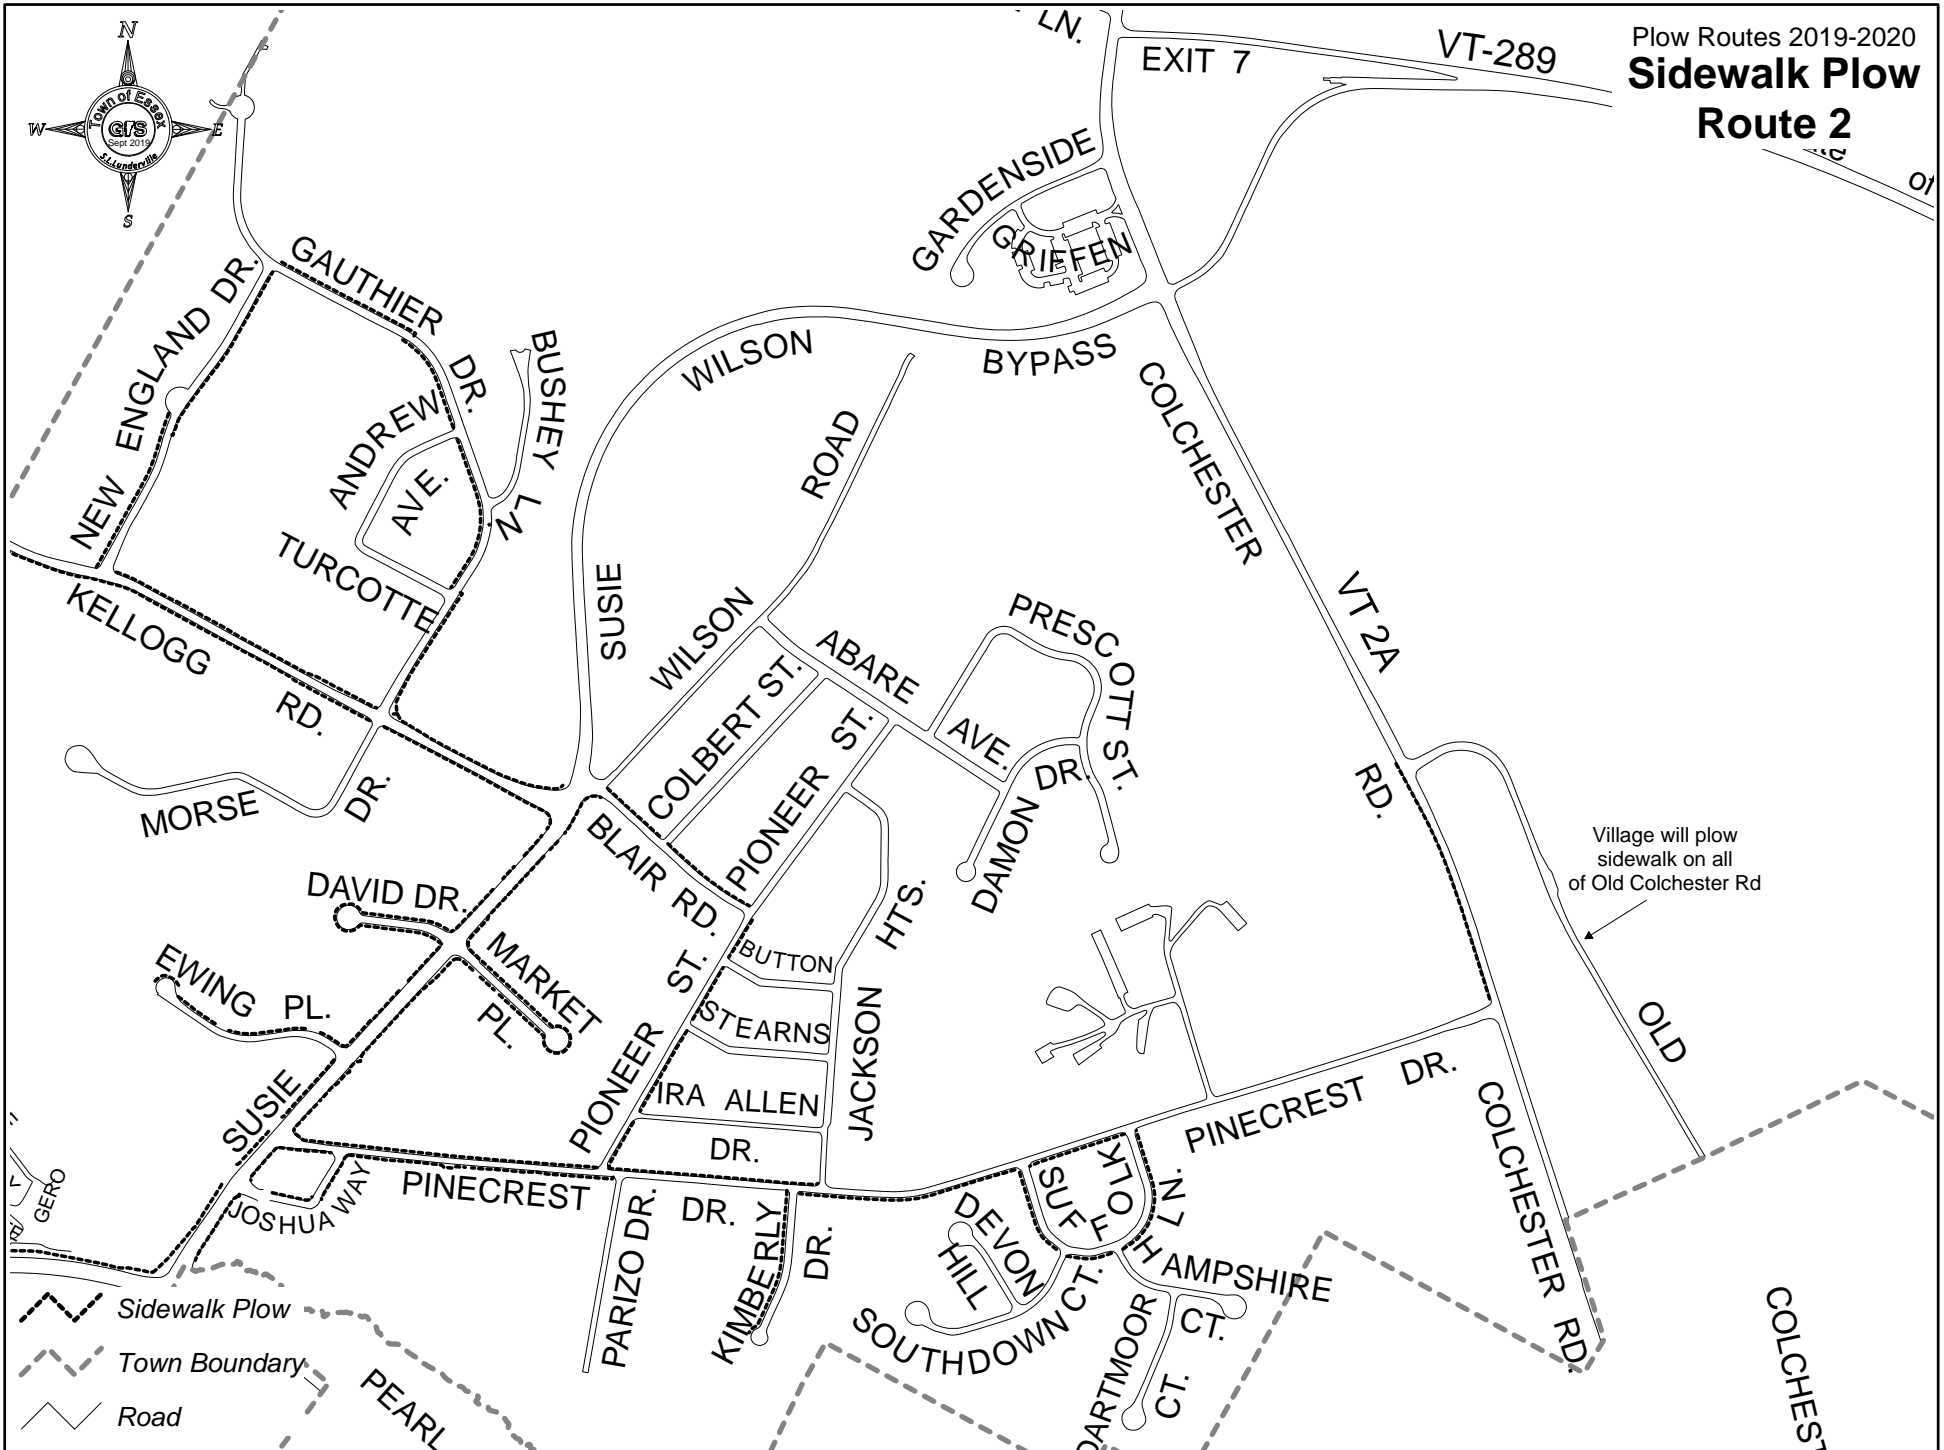 Plow Routes 2019-2020
Sidewalk Plow
Route 2
N
W
E
S
Town of Essex
GIS
Sept 2019
S.L.Lunderville
LN.
EXIT 7
VT-289
of
GARDENSIDE
GRIFFEN
NEW ENGLAND DR.
GAUTHIER DR.
BUSHEY LN.
ANDREW AVE.
TURCOTTE
KELLOGG RD.
WILSON
BYPASS
SUSIE
WILSON ROAD
COLCHESTER
VT 2A
RD.
PRESCOTT ST.
ABARE AVE.
COLBERT ST.
PIONEER ST.
DAMON DR.
MORSE DR.
BLAIR RD.
DAVID DR.
MARKET PL.
EWING PL.
BUTTON
STEARNS
IRA ALLEN DR.
JACKSON HTS.
PIONEER ST.
SUSIE
Village will plow
sidewalk on all
of Old Colchester Rd
OLD
PINECREST DR.
COLCHESTER RD.
PINECREST DR.
JOSHUA WAY
GERO
PARIZO DR.
KIMBERLY DR.
SUFFOLK LN.
DEVON
HILL
SOUTHDOWN CT.
HAMPSHIRE CT.
DARTMOOR CT.
PEARL
COLCHEST
Sidewalk Plow
Town Boundary
Road